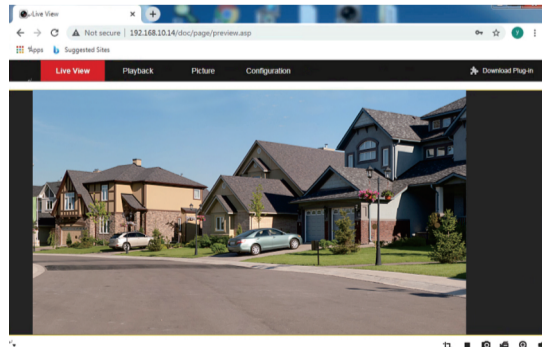 Live View
Not secure | 192.168.10.14/doc/page/preview.asp
Apps Suggested Sites
Live View Playback Picture Configuration Download Plug-in